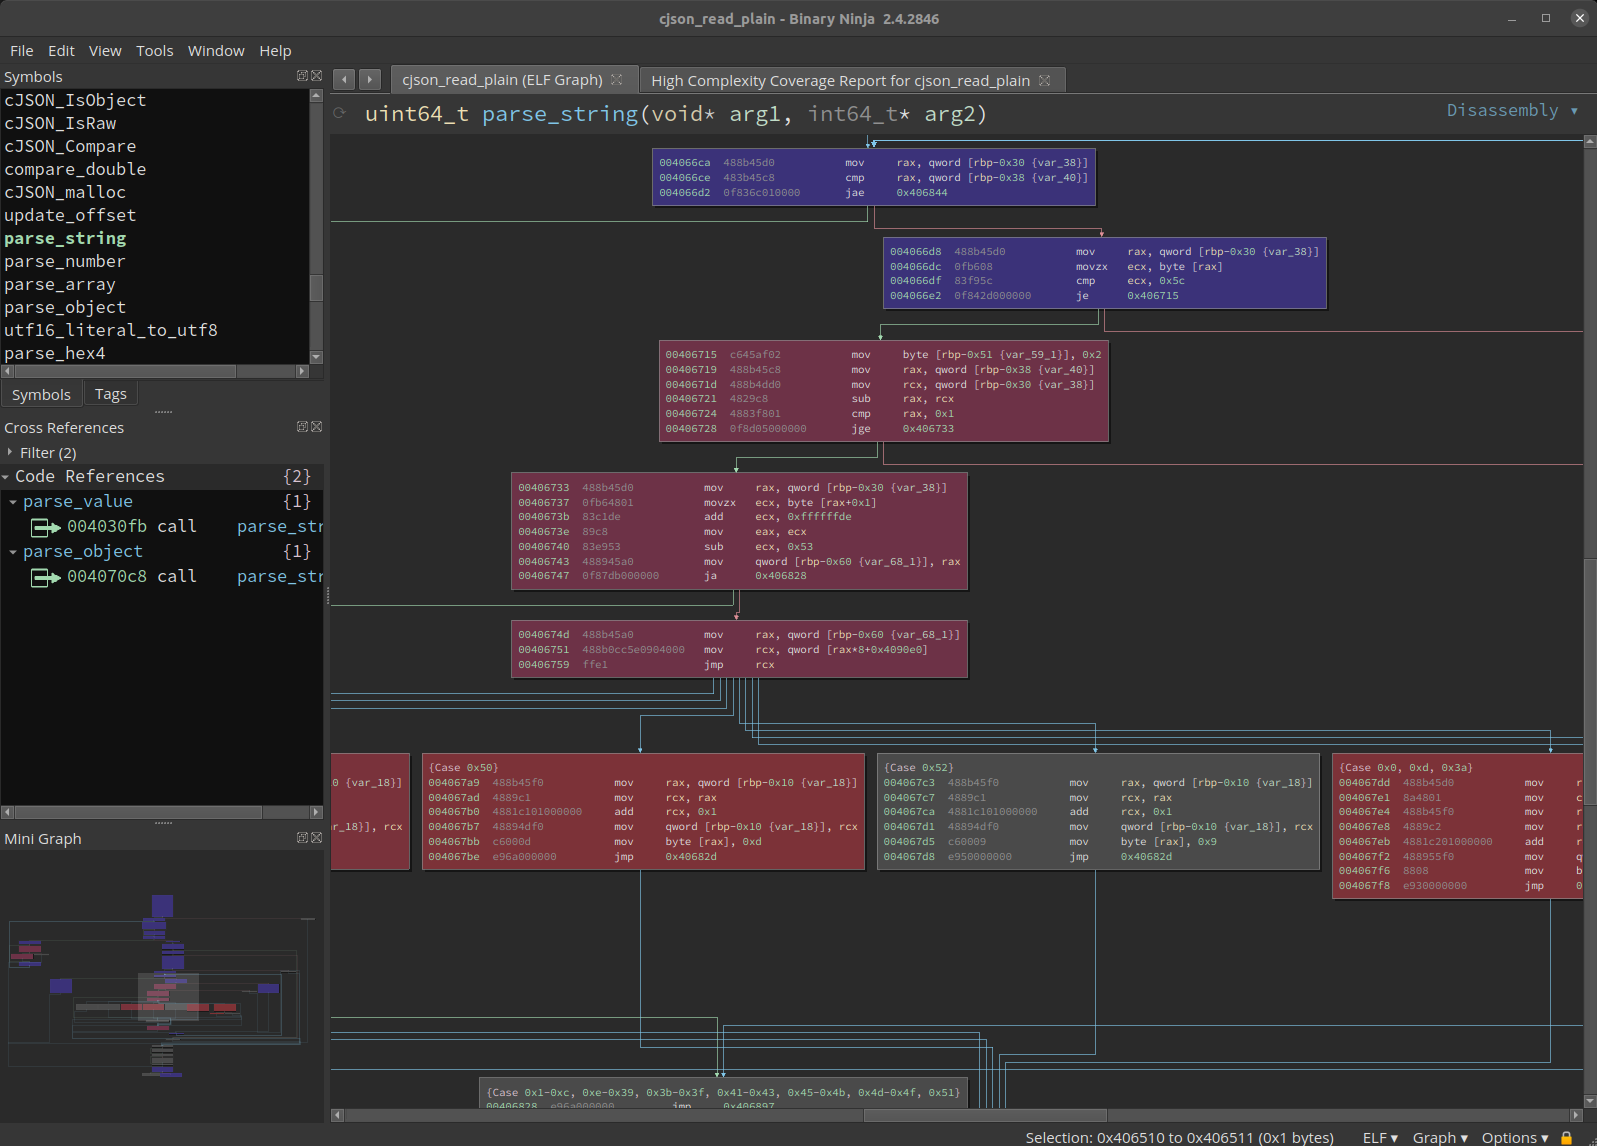 cjson_read_plain - Binary Ninja 2.4.2846
File Edit View Tools Window Help
Symbols
cJSON_IsObject
cJSON_IsRaw
cJSON_Compare
compare_double
cJSON_malloc
update_offset
parse_string
parse_number
parse_array
parse_object
utf16_literal_to_utf8
parse_hex4
Symbols Tags
Cross References
Filter (2)
Code References {2}
parse_value {1}
004030fb call parse_str
parse_object {1}
004070c8 call parse_str
Mini Graph
cjson_read_plain (ELF Graph) High Complexity Coverage Report for cjson_read_plain
uint64_t parse_string(void* arg1, int64_t* arg2)
Disassembly
004066ca 488b45d0 mov rax, qword [rbp-0x30 {var_38}]
004066ce 483b45c8 cmp rax, qword [rbp-0x38 {var_40}]
004066d2 0f836c010000 jae 0x406844
004066d8 488b45d0 mov rax, qword [rbp-0x30 {var_38}]
004066dc 0fb608 movzx ecx, byte [rax]
004066df 83f95c cmp ecx, 0x5c
004066e2 0f842d000000 je 0x406715
00406715 c645af02 mov byte [rbp-0x51 {var_59_1}], 0x2
00406719 488b45c8 mov rax, qword [rbp-0x38 {var_40}]
0040671d 488b4dd0 mov rcx, qword [rbp-0x30 {var_38}]
00406721 4829c8 sub rax, rcx
00406724 4883f801 cmp rax, 0x1
00406728 0f8d05000000 jge 0x406733
00406733 488b45d0 mov rax, qword [rbp-0x30 {var_38}]
00406737 0fb64801 movzx ecx, byte [rax+0x1]
0040673b 83c1de add ecx, 0xffffffde
0040673e 89c8 mov eax, ecx
00406740 83e953 sub ecx, 0x53
00406743 488945a0 mov qword [rbp-0x60 {var_68_1}], rax
00406747 0f87db000000 ja 0x406828
0040674d 488b45a0 mov rax, qword [rbp-0x60 {var_68_1}]
00406751 488b0cc5e0904000 mov rcx, qword [rax*8+0x4090e0]
00406759 ffe1 jmp rcx
0 {var_18}]
r_18}], rcx
{Case 0x50}
004067a9 488b45f0 mov rax, qword [rbp-0x10 {var_18}]
004067ad 4889c1 mov rcx, rax
004067b0 4881c101000000 add rcx, 0x1
004067b7 48894df0 mov qword [rbp-0x10 {var_18}], rcx
004067bb c6000d mov byte [rax], 0xd
004067be e96a000000 jmp 0x40682d
{Case 0x52}
004067c3 488b45f0 mov rax, qword [rbp-0x10 {var_18}]
004067c7 4889c1 mov rcx, rax
004067ca 4881c101000000 add rcx, 0x1
004067d1 48894df0 mov qword [rbp-0x10 {var_18}], rcx
004067d5 c60009 mov byte [rax], 0x9
004067d8 e950000000 jmp 0x40682d
{Case 0x0, 0xd, 0x3a}
004067dd 488b45d0 mov r
004067e1 8a4801 mov c
004067e4 488b45f0 mov r
004067e8 4889c2 mov r
004067eb 4881c201000000 add r
004067f2 488955f0 mov q
004067f6 8808 mov b
004067f8 e930000000 jmp 0
{Case 0x1-0xc, 0xe-0x39, 0x3b-0x3f, 0x41-0x43, 0x45-0x4b, 0x4d-0x4f, 0x51}
00406828 e96a000000 jmp 0x406897
Selection: 0x406510 to 0x406511 (0x1 bytes) ELF Graph Options